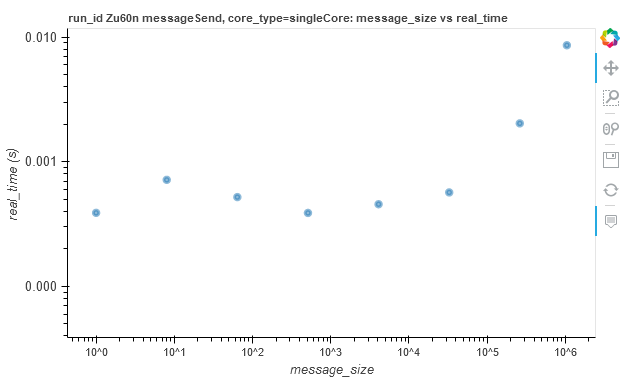 run_id Zu60n messageSend, core_type=singleCore: message_size vs real_time
0.010
0.001
0.000
real_time (s)
10^0 10^1 10^2 10^3 10^4 10^5 10^6
message_size